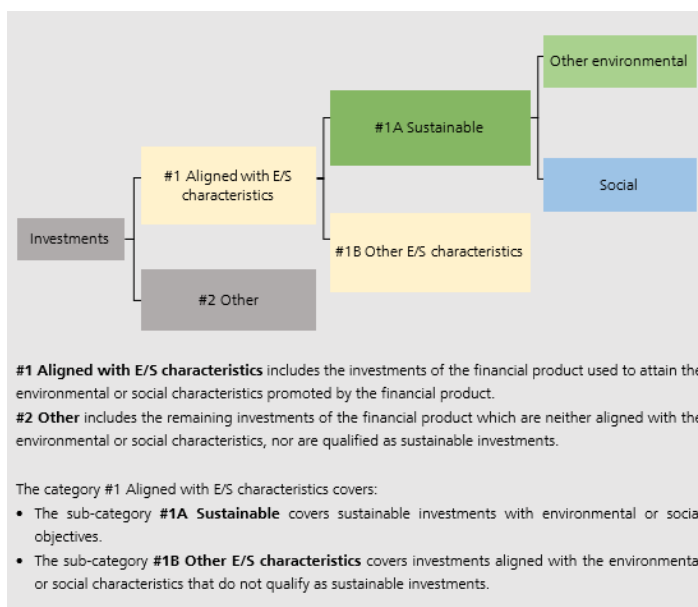 Other environmental
#1A Sustainable
#1 Aligned with E/S
characteristics
Social
Investments
#1B Other E/S characteristics
#2 Other
#1 Aligned with E/S characteristics includes the investments of the financial product used to attain the
environmental or social characteristics promoted by the financial product.
#2 Other includes the remaining investments of the financial product which are neither aligned with the
environmental or social characteristics, nor are qualified as sustainable investments.
The category #1 Aligned with E/S characteristics covers:
• The sub-category #1A Sustainable covers sustainable investments with environmental or socia
objectives.
• The sub-category #1B Other E/S characteristics covers investments aligned with the environmenta
or social characteristics that do not qualify as sustainable investments.